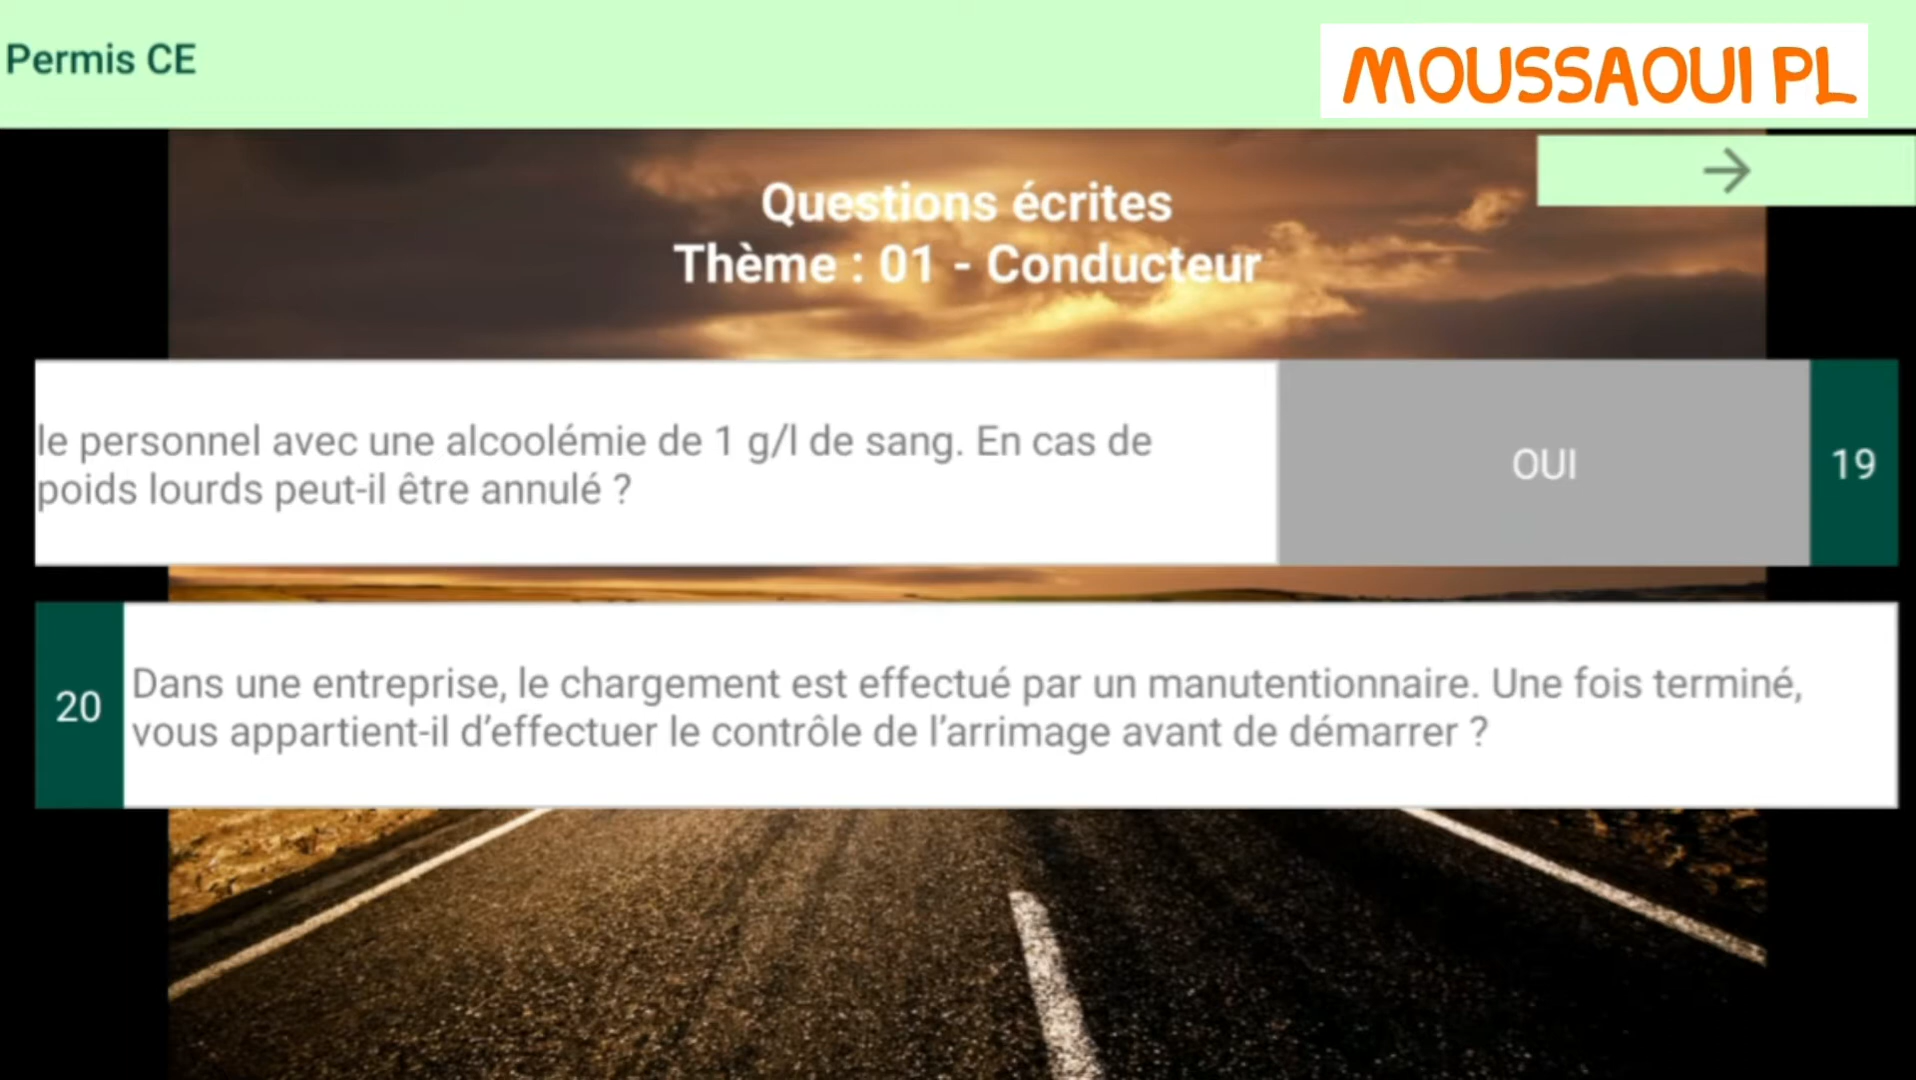 Permis CE
MOUSSAOUI PL
→
Questions écrites
Thème : 01 - Conducteur
le personnel avec une alcoolémie de 1 g/l de sang. En cas de
poids lourds peut-il être annulé ?
OUI
19
20
Dans une entreprise, le chargement est effectué par un manutentionnaire. Une fois terminé,
vous appartient-il d’effectuer le contrôle de l’arrimage avant de démarrer ?